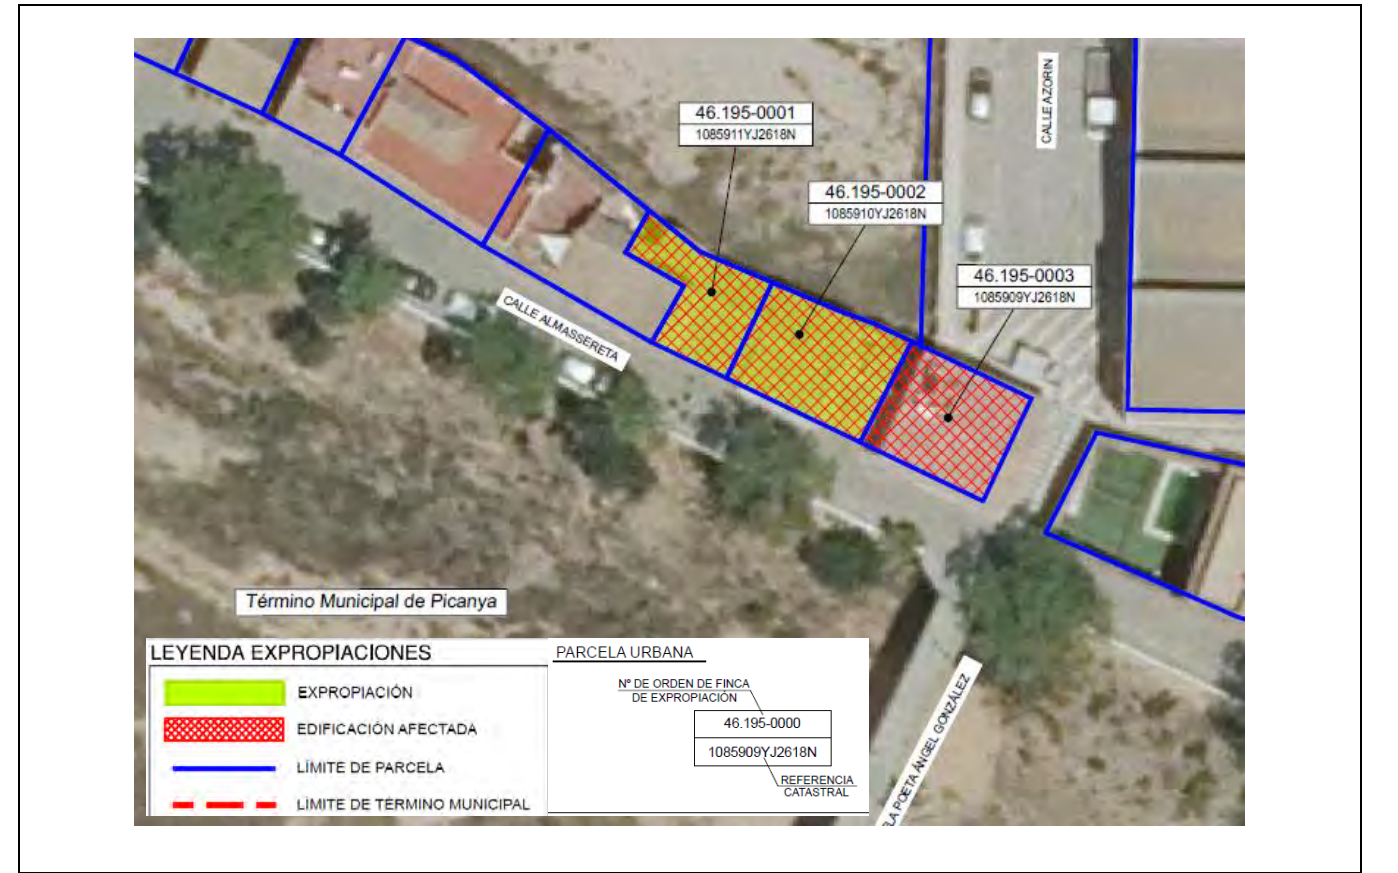 46.195-0001
1085911YJ2618N
CALLE AZORIN
46.195-0002
1085910YJ2618N
46.195-0003
1085909YJ2618N
CALLE ALMASSERETA
Término Municipal de Picanya
LEYENDA EXPROPIACIONES
EXPROPIACIÓN
EDIFICACIÓN AFECTADA
LÍMITE DE PARCELA
LÍMITE DE TÉRMINO MUNICIPAL
PARCELA URBANA
Nº DE ORDEN DE FINCA
DE EXPROPIACIÓN
46.195-0000
1085909YJ2618N
REFERENCIA
CATASTRAL
POETA ÁNGEL GONZÁLEZ